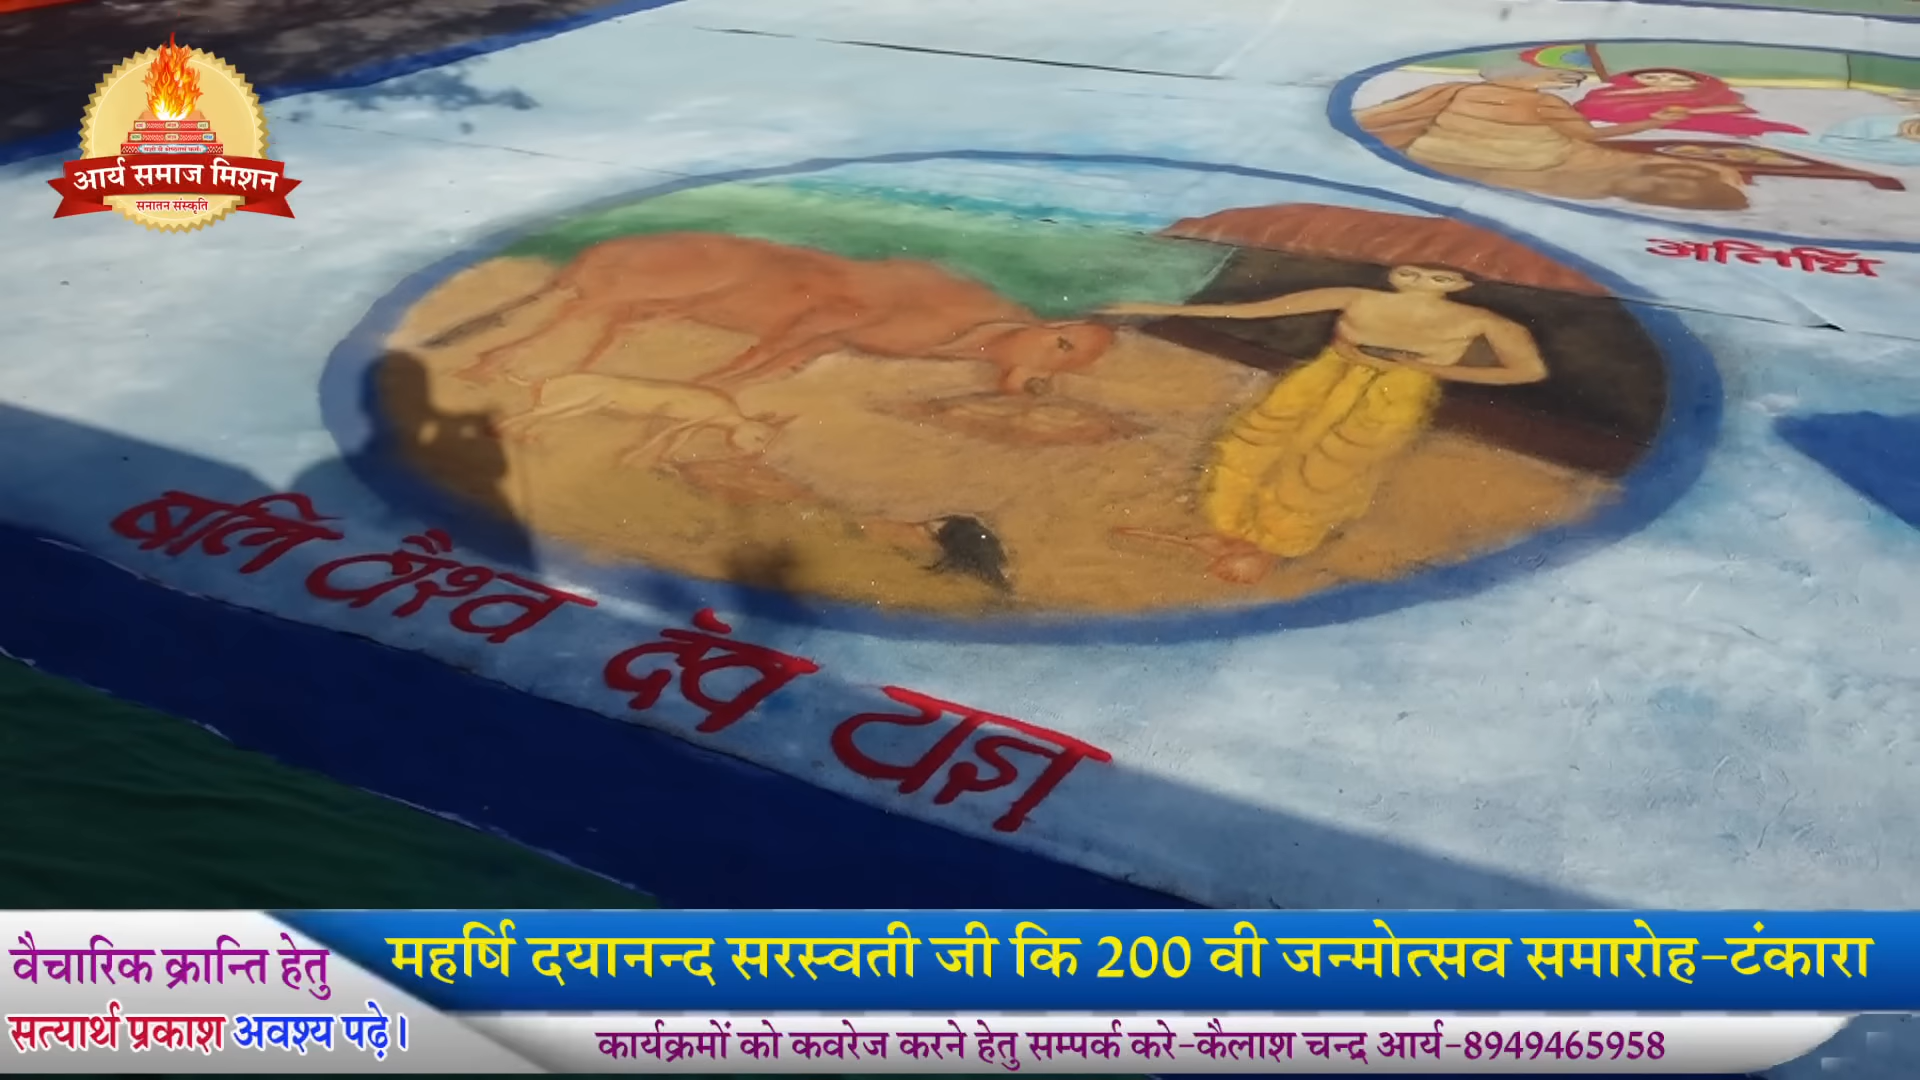 आर्य समाज मिशन
सनातन संस्कृति
अतिथि
बलि वैश्व देव यज्ञ
वैचारिक क्रान्ति हेतु
सत्यार्थ प्रकाश अवश्य पढ़े।
महर्षि दयानन्द सरस्वती जी कि 200 वी जन्मोत्सव समारोह-टंकारा
कार्यक्रमों को कवरेज करने हेतु सम्पर्क करे-कैलाश चन्द्र आर्य-8949465958